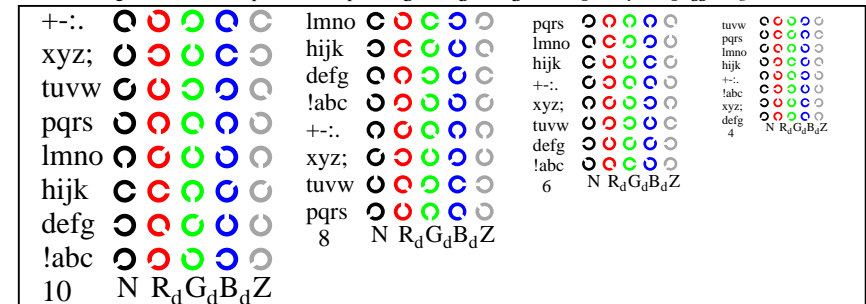 +-:.
xyz;
tuvw
pqrs
lmno
hijk
defg
!abc
10 N RdGdBdZ
lmno
hijk
defg
!abc
+-:.
xyz;
tuvw
pqrs
8 N RdGdBdZ
pqrs
lmno
hijk
+-:.
xyz;
tuvw
defg
!abc
6 N RdGdBdZ
tuvw
pqrs
lmno
hijk
+-:.
!abc
xyz;
defg
4 N RdGdBdZ